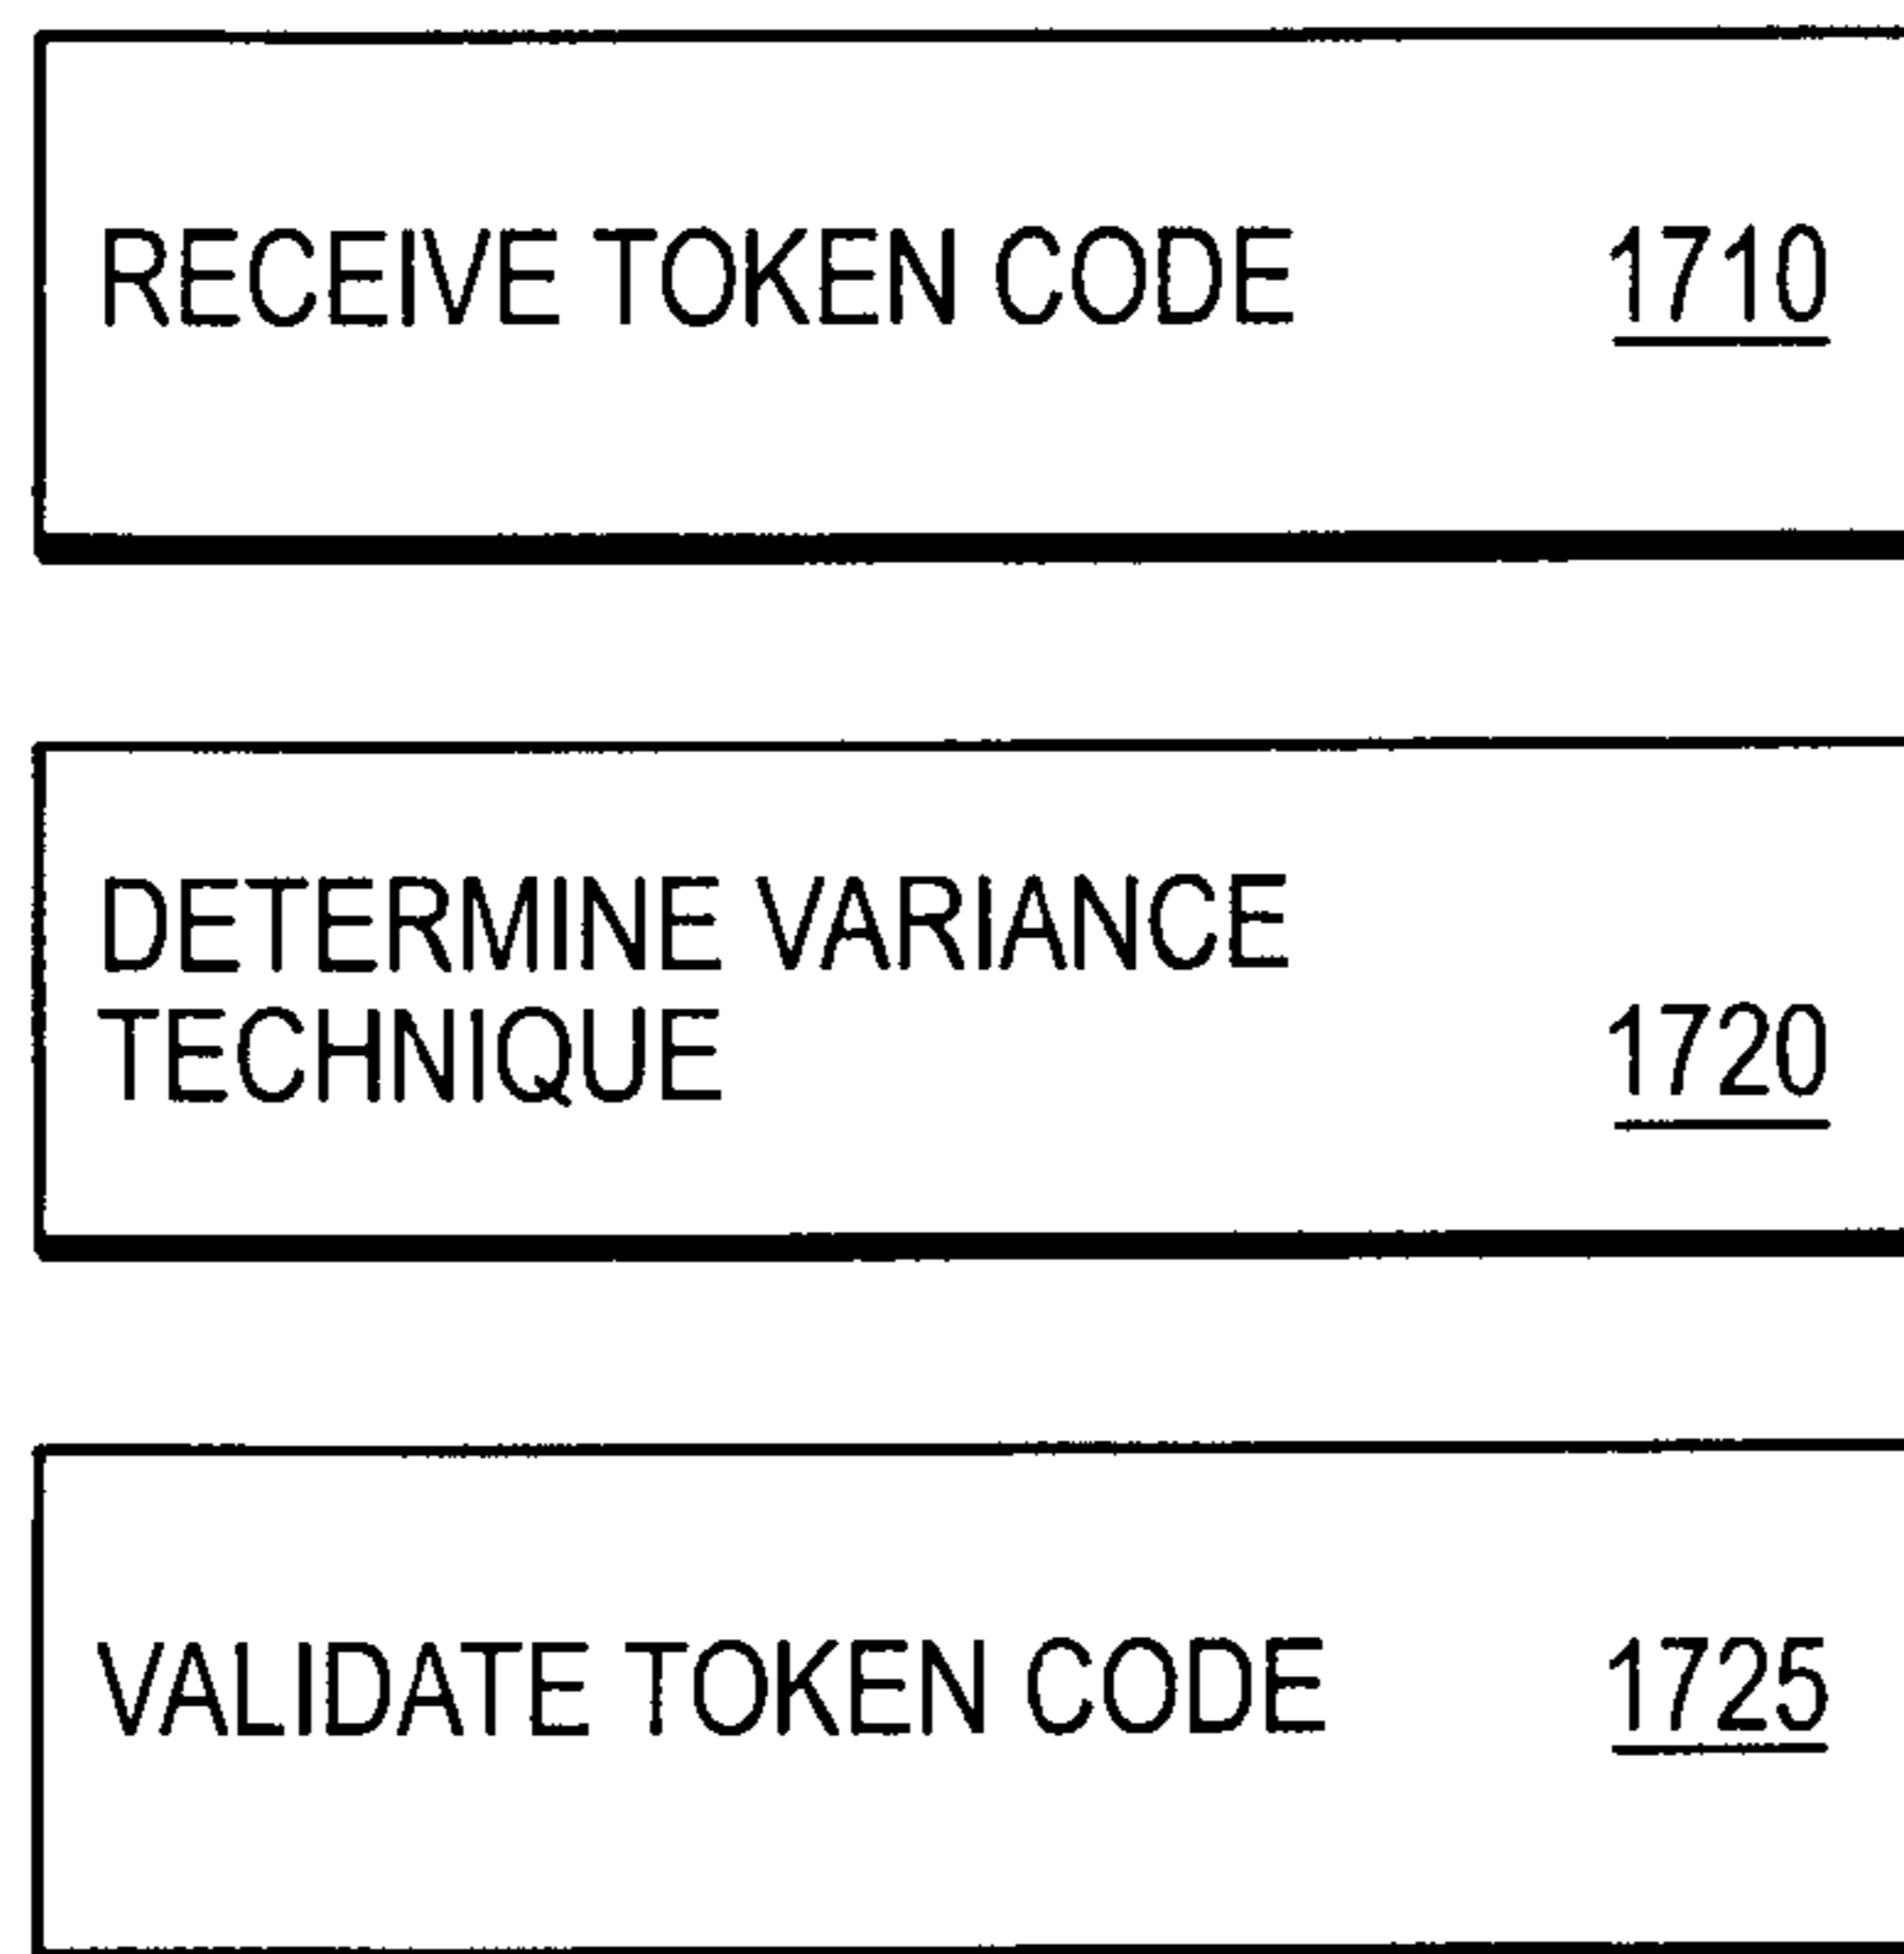 RECEIVE TOKEN CODE 1710
DETERMINE VARIANCE
TECHNIQUE 1720
VALIDATE TOKEN CODE 1725